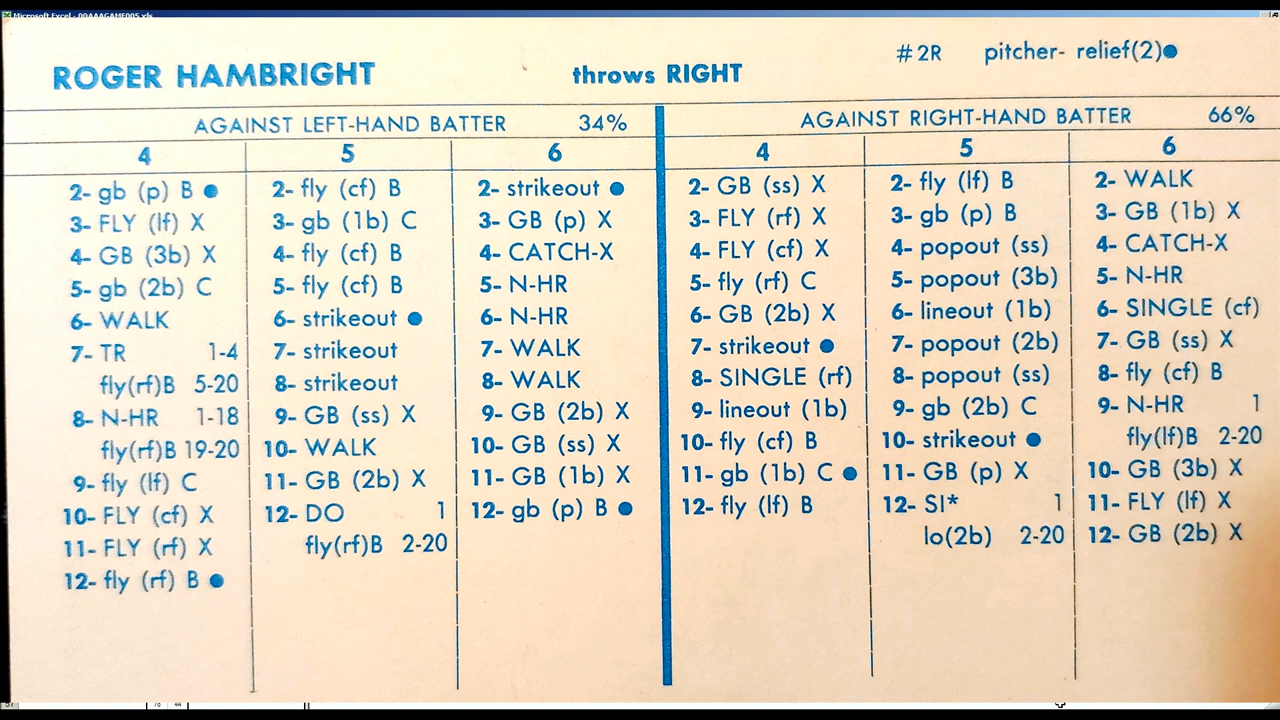 Microsoft Excel - 00AAAGAME005.xls
ROGER HAMBRIGHT
throws RIGHT
#2R pitcher- relief(2)●
AGAINST LEFT-HAND BATTER 34%
4
2- gb (p) B ●
3- FLY (lf) X
4- GB (3b) X
5- gb (2b) C
6- WALK
7- TR 1-4
fly(rf)B 5-20
8- N-HR 1-18
fly(rf)B 19-20
9- fly (lf) C
10- FLY (cf) X
11- FLY (rf) X
12- fly (rf) B ●
5
2- fly (cf) B
3- gb (1b) C
4- fly (cf) B
5- fly (cf) B
6- strikeout ●
7- strikeout
8- strikeout
9- GB (ss) X
10- WALK
11- GB (2b) X
12- DO 1
fly(rf)B 2-20
6
2- strikeout ●
3- GB (p) X
4- CATCH-X
5- N-HR
6- N-HR
7- WALK
8- WALK
9- GB (2b) X
10- GB (ss) X
11- GB (1b) X
12- gb (p) B ●
AGAINST RIGHT-HAND BATTER 66%
4
2- GB (ss) X
3- FLY (rf) X
4- FLY (cf) X
5- fly (rf) C
6- GB (2b) X
7- strikeout ●
8- SINGLE (rf)
9- lineout (1b)
10- fly (cf) B
11- gb (1b) C ●
12- fly (lf) B
5
2- fly (lf) B
3- gb (p) B
4- popout (ss)
5- popout (3b)
6- lineout (1b)
7- popout (2b)
8- popout (ss)
9- gb (2b) C
10- strikeout ●
11- GB (p) X
12- SI* 1
lo(2b) 2-20
6
2- WALK
3- GB (1b) X
4- CATCH-X
5- N-HR
6- SINGLE (cf)
7- GB (ss) X
8- fly (cf) B
9- N-HR 1
fly(lf)B 2-20
10- GB (3b) X
11- FLY (lf) X
12- GB (2b) X